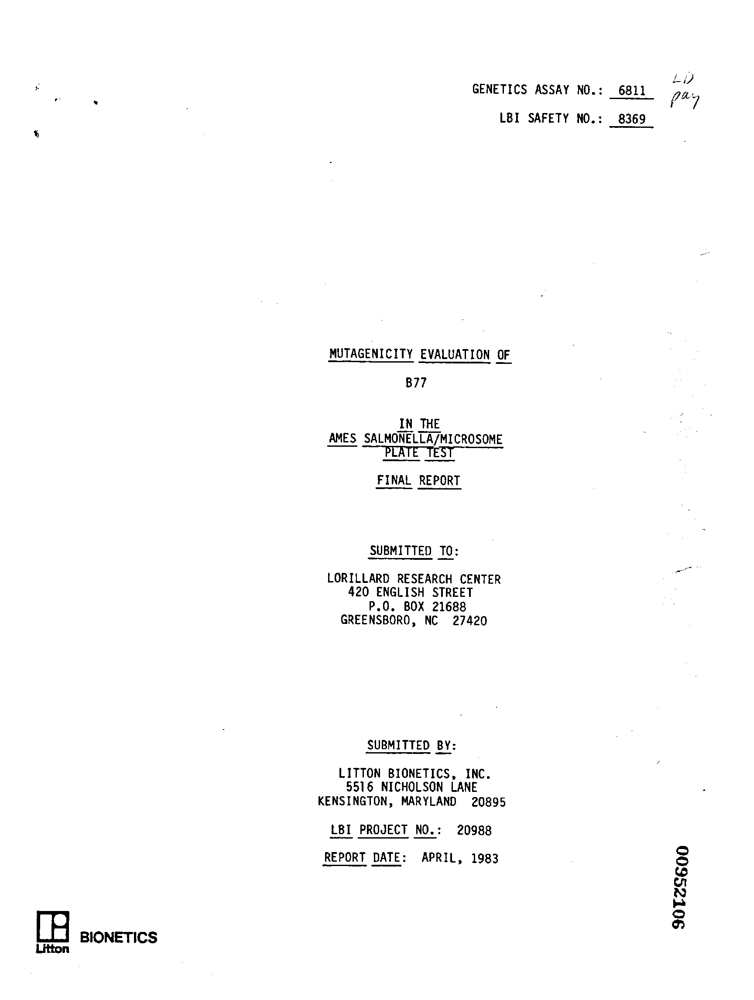 GENETICS ASSAY NO.: 6811
LD
pay
LBI SAFETY NO.: 8369
MUTAGENICITY EVALUATION OF
B77
IN THE
AMES SALMONELLA/MICROSOME
PLATE TEST
FINAL REPORT
SUBMITTED TO:
LORILLARD RESEARCH CENTER
420 ENGLISH STREET
P.O. BOX 21688
GREENSBORO, NC 27420
SUBMITTED BY:
LITTON BIONETICS, INC.
5516 NICHOLSON LANE
KENSINGTON, MARYLAND 20895
LBI PROJECT NO.: 20988
REPORT DATE: APRIL, 1983
00952106
Litton
BIONETICS